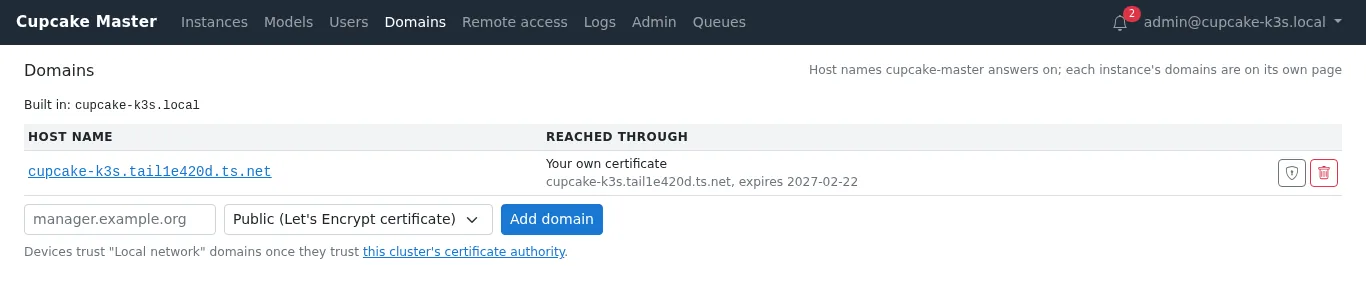 Cupcake Master Instances Models Users Domains Remote access Logs Admin Queues 2 admin@cupcake-k3s.local
Domains Host names cupcake-master answers on; each instance's domains are on its own page
Built in: cupcake-k3s.local
HOST NAME REACHED THROUGH
cupcake-k3s.tail1e420d.ts.net Your own certificate
cupcake-k3s.tail1e420d.ts.net, expires 2027-02-22
manager.example.org Public (Let's Encrypt certificate) Add domain
Devices trust "Local network" domains once they trust this cluster's certificate authority.